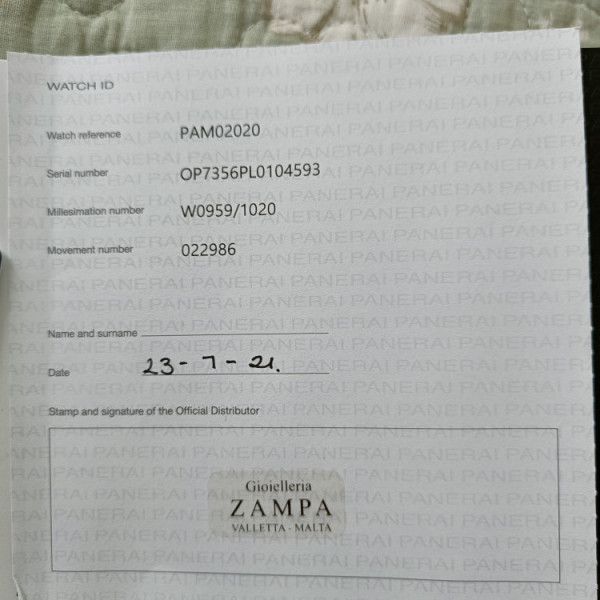 WATCH ID
Watch reference PAM02020
Serial number OP7356PL0104593
Millesimation number W0959/1020
Movement number 022986
Name and surname
Date 23-7-21.
Stamp and signature of the Official Distributor
Gioielleria
ZAMPA
VALLETTA - MALTA